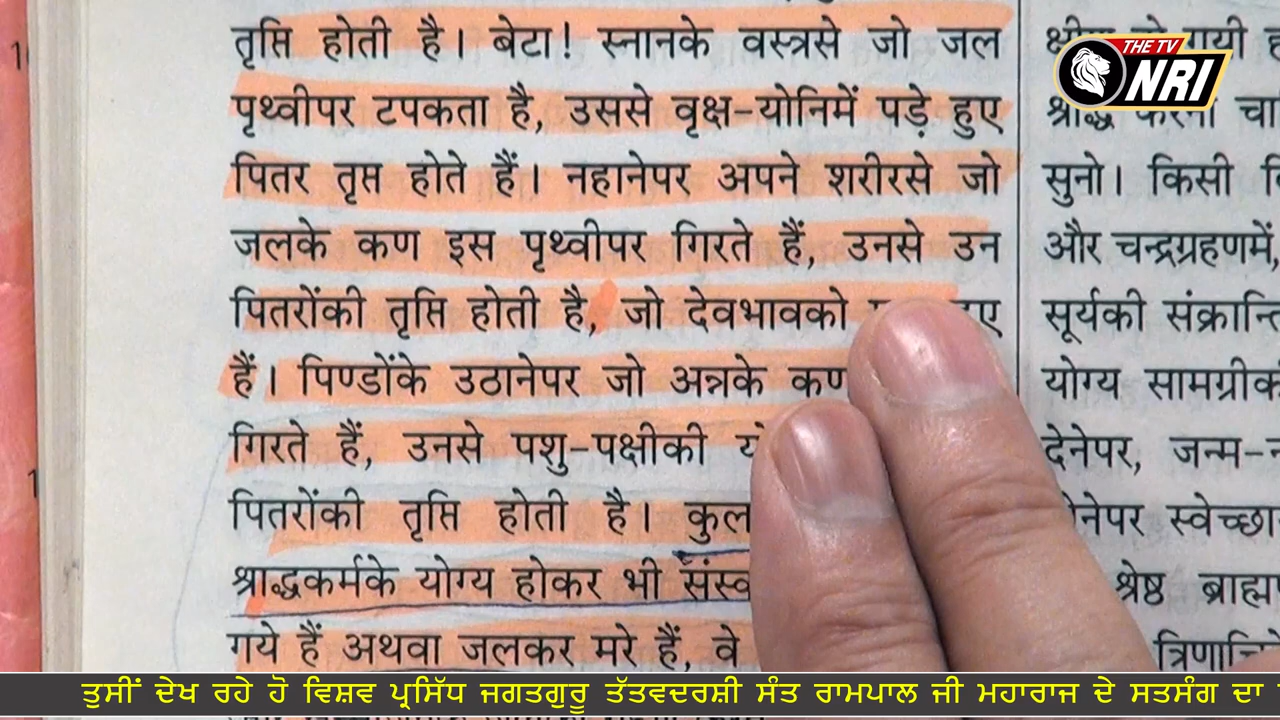 तृप्ति होती है। बेटा! स्नानके वस्त्रसे जो जल
पृथ्वीपर टपकता है, उससे वृक्ष-योनिमें पड़े हुए
पितर तृप्त होते हैं। नहानेपर अपने शरीरसे जो
जलके कण इस पृथ्वीपर गिरते हैं, उनसे उन
पितरोंकी तृप्ति होती है, जो देवभावको
हैं। पिण्डोंके उठानेपर जो अन्नके कण
गिरते हैं, उनसे पशु-पक्षीकी
पितरोंकी तृप्ति होती है। कुल
श्राद्धकर्मके योग्य होकर भी
गये हैं अथवा जलकर मरे हैं, वे
सुनो। किसी
और चन्द्रग्रहणमें,
सूर्यकी
योग्य
देनेपर,
श्रेष्ठ
THE TV
NRI
ਤੁਸੀਂ ਦੇਖ ਰਹੇ ਹੋ ਵਿਸ਼ਵ ਪ੍ਰਸਿੱਧ ਜਗਤਗੁਰੂ ਤੱਤਵਦਰਸ਼ੀ ਸੰਤ ਰਾਮਪਾਲ ਜੀ ਮਹਾਰਾਜ ਦੇ ਸਤਸੰਗ ਦਾ